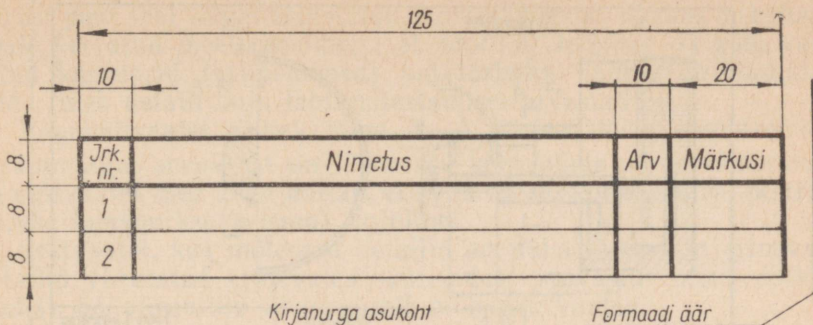 125
10 10 20
8 Jrk. nr. Nimetus Arv Märkusi
8 1
8 2
Kirjanurga asukoht Formaadi äär